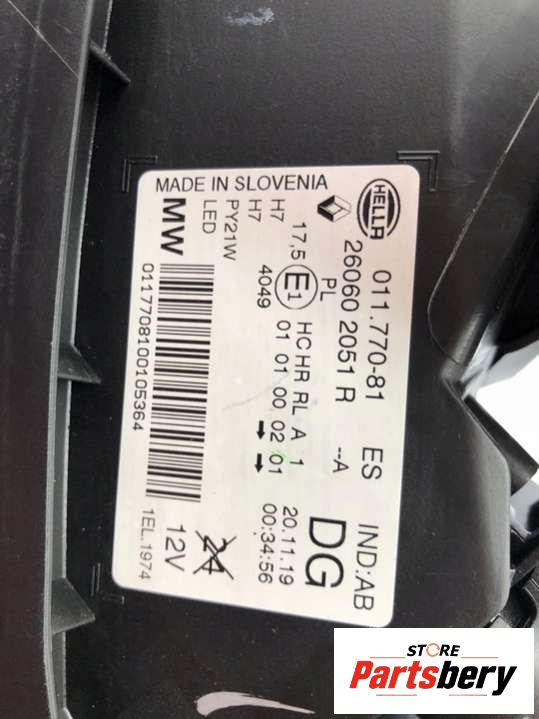 HELLA
011.770-81 ES IND:AB
26060 2051 R --A
PL
DG
MADE IN SLOVENIA
17,5 E1 HC HR RL A 1
01 01 00 02 01
H7 4049
H7
PY21W
LED
20.11.19
00:34:56
MW
24 12V
0117708100105364
1EL.1974
STORE
Partsbery